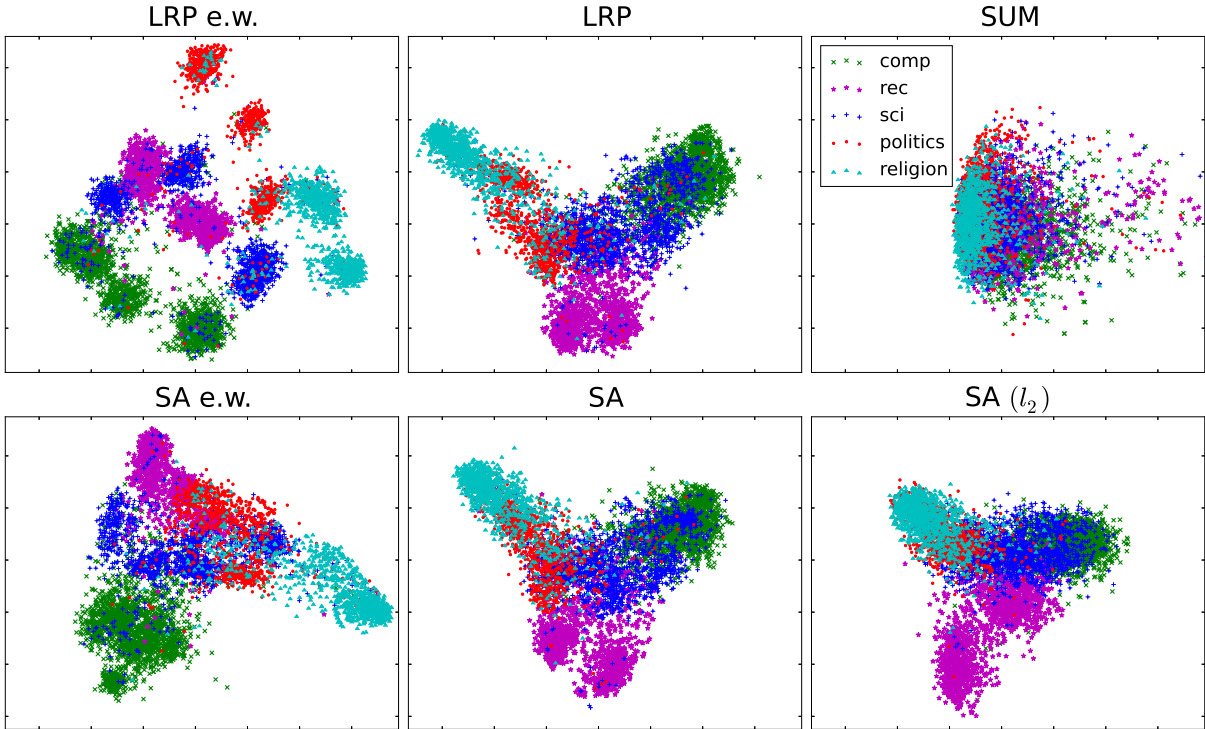 LRP e.w.
LRP
SUM
comp
rec
sci
politics
religion
SA e.w.
SA
SA (l₂)